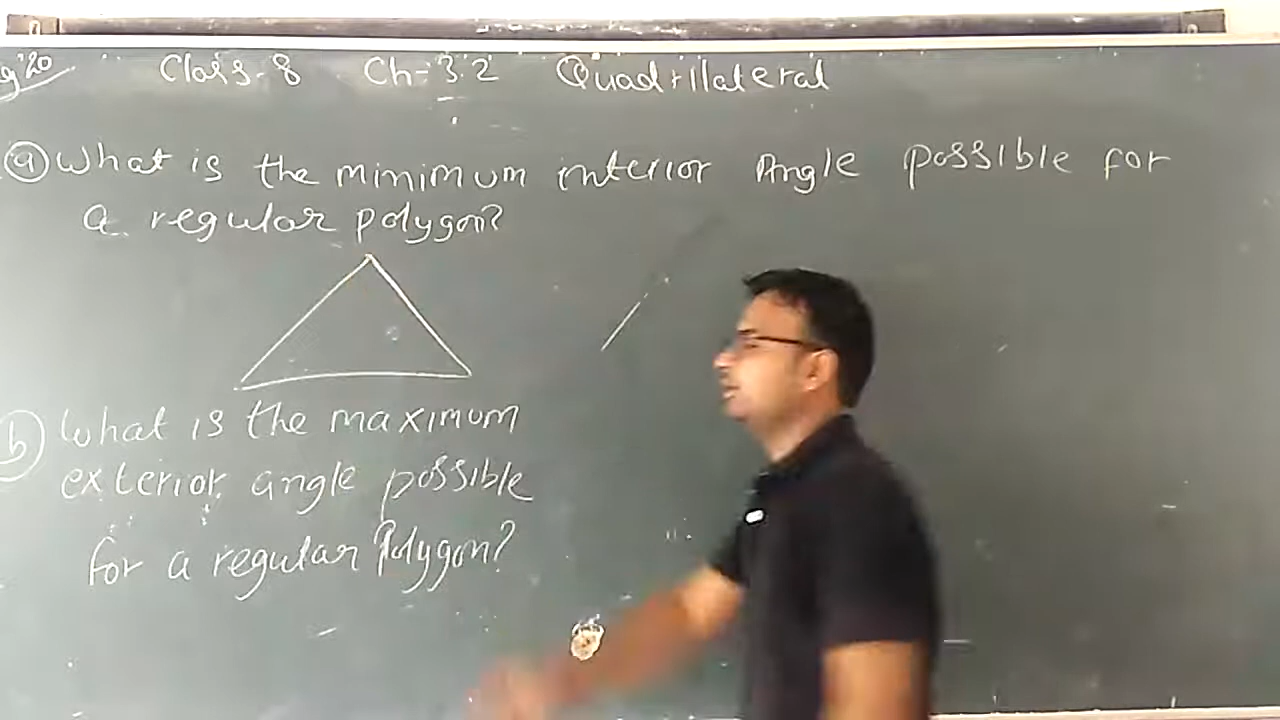 g'20 Class-8 Ch-3.2 Quadrilateral
(a) What is the minimum interior Angle possible for
a regular polygon?
b) What is the maximum
exterior angle possible
for a regular Polygon?